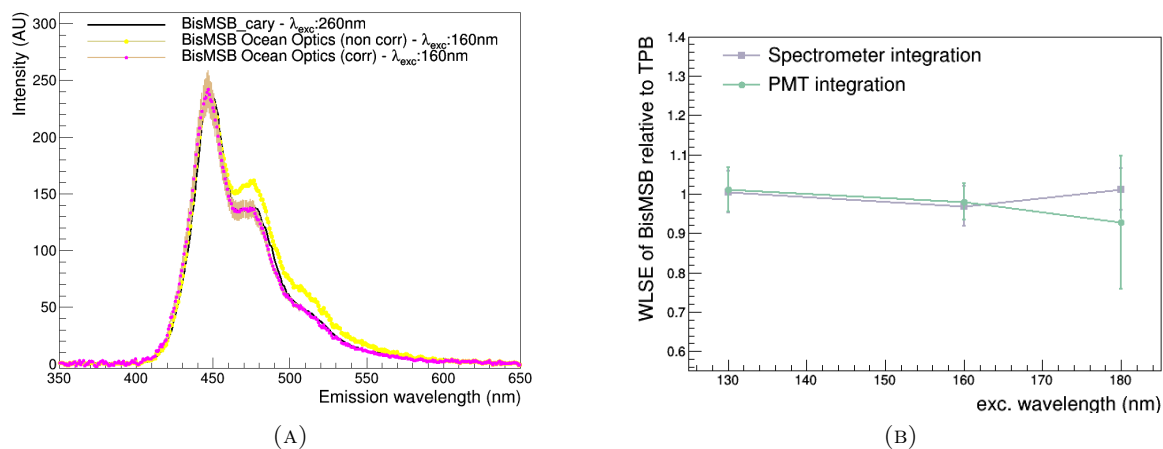 BisMSB_cary - λexc:260nm
BisMSB Ocean Optics (non corr) - λexc:160nm
BisMSB Ocean Optics (corr) - λexc:160nm
Intensity (AU)
300
250
200
150
100
50
0
350 400 450 500 550 600 650
Emission wavelength (nm)
(A)
Spectrometer integration
PMT integration
WLSE of BisMSB relative to TPB
1.4
1.3
1.2
1.1
1.0
0.9
0.8
0.7
0.6
130 140 150 160 170 180
exc. wavelength (nm)
(B)